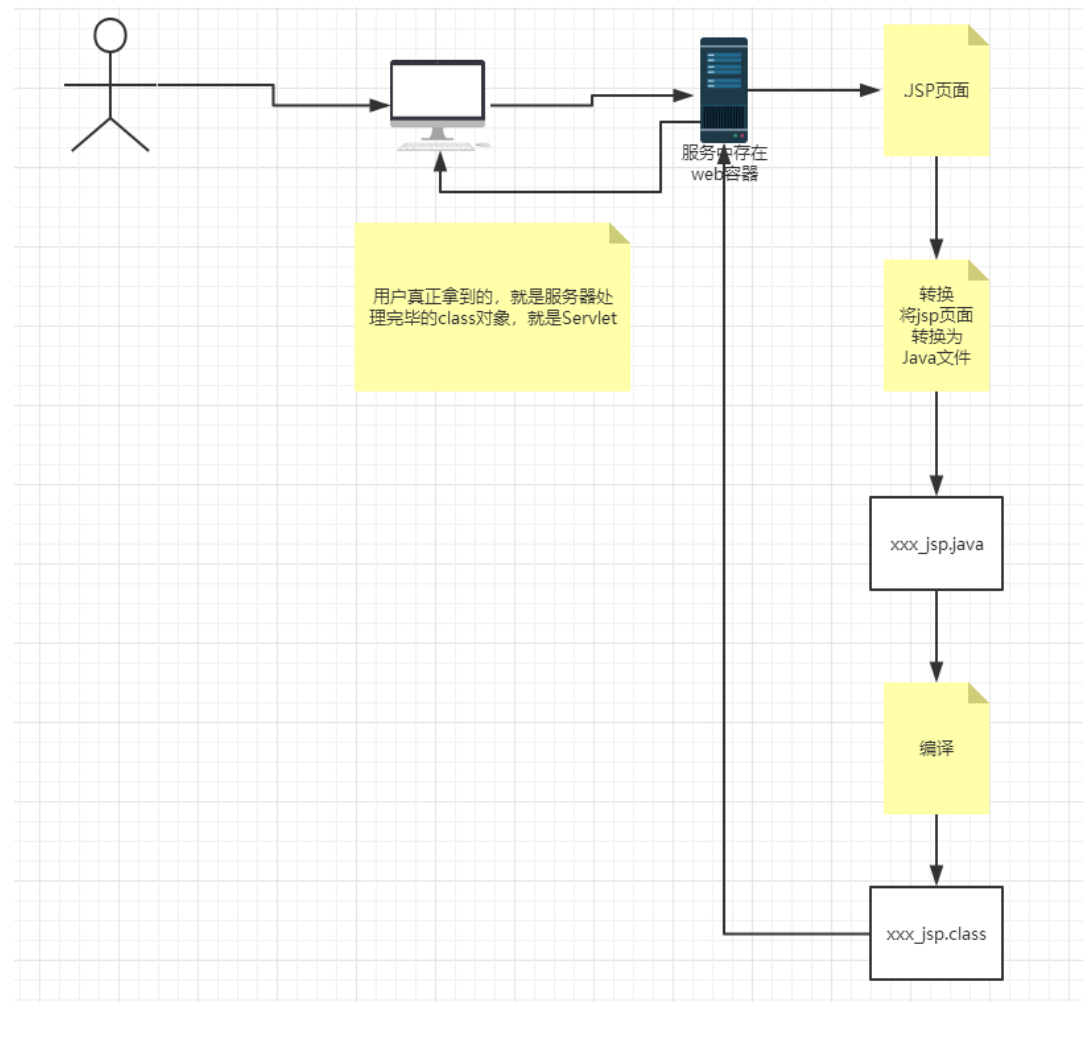 .JSP页面
服务中存在
web容器
用户真正拿到的，就是服务器处
理完毕的class对象，就是Servlet
转换
将jsp页面
转换为
Java文件
xxx_jsp.java
编译
xxx_jsp.class